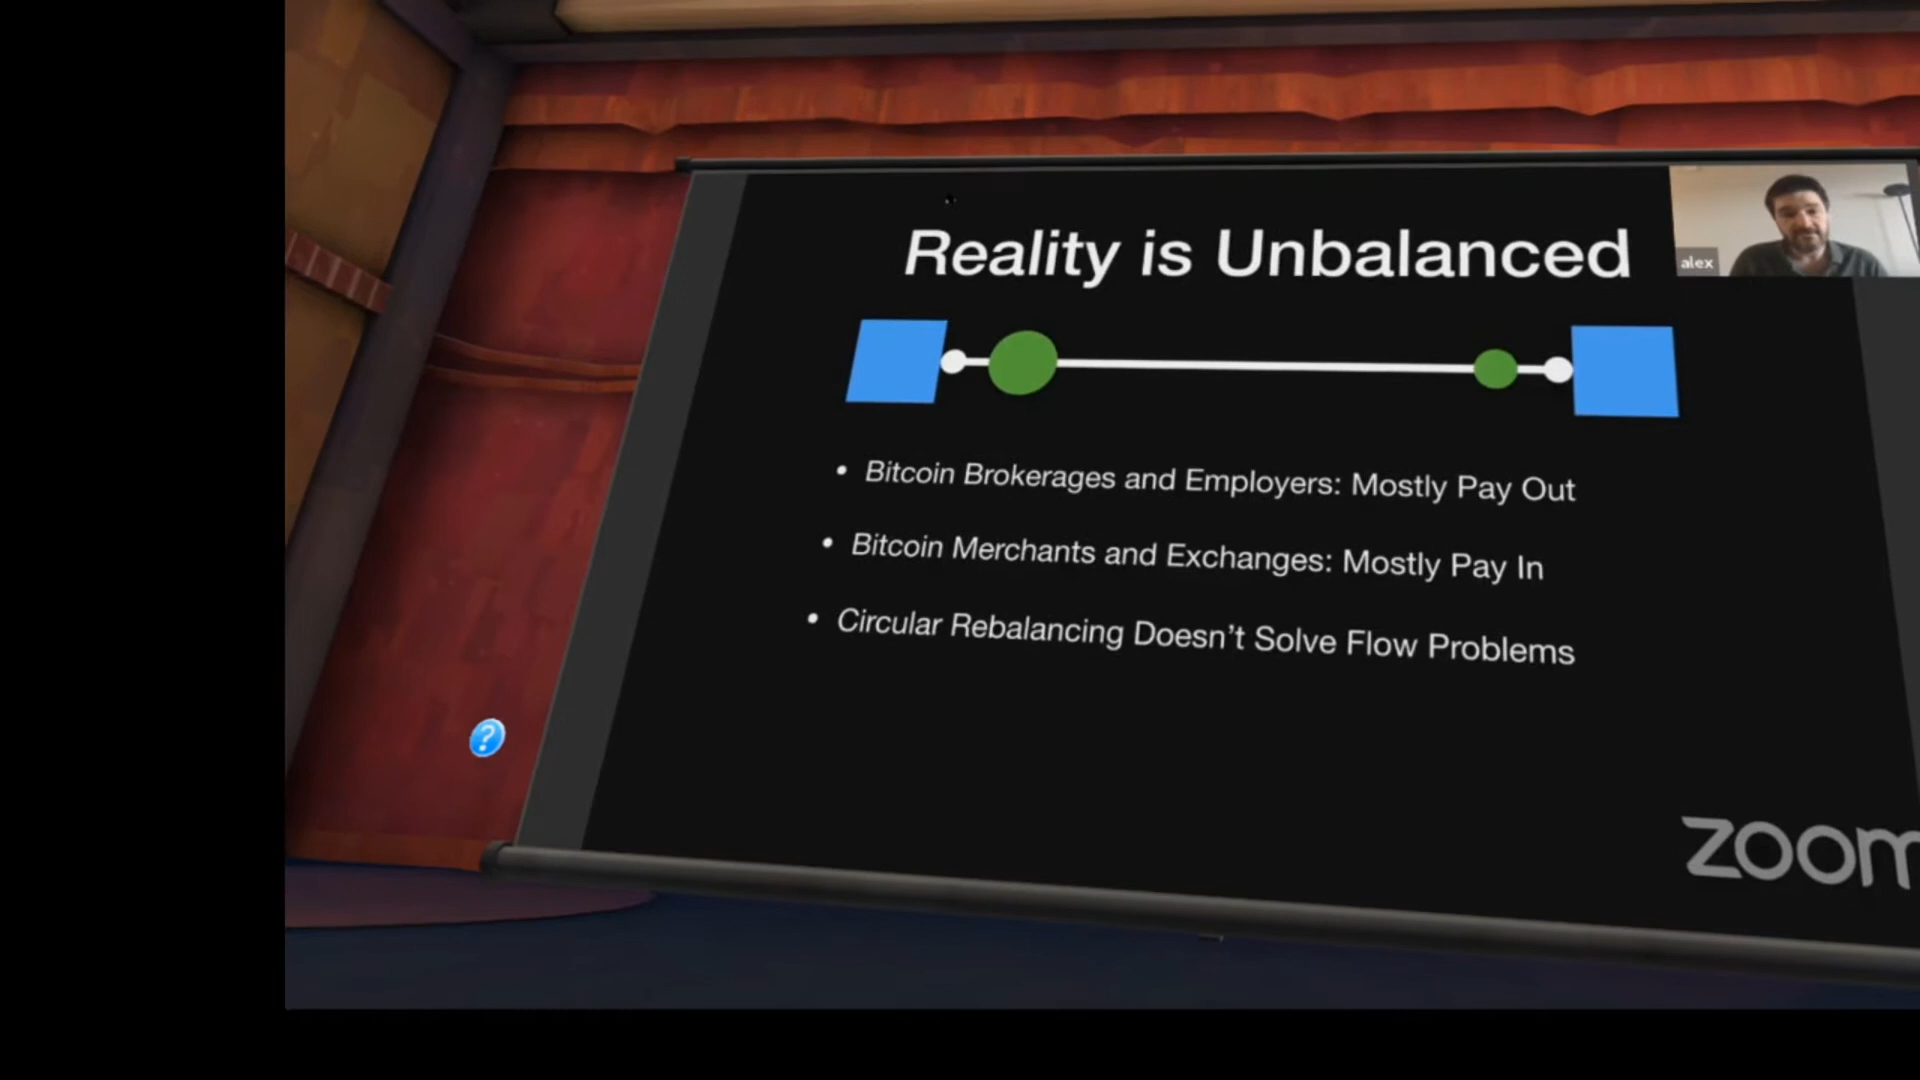 Reality is Unbalanced
alex
• Bitcoin Brokerages and Employers: Mostly Pay Out
• Bitcoin Merchants and Exchanges: Mostly Pay In
• Circular Rebalancing Doesn't Solve Flow Problems
?
zoom